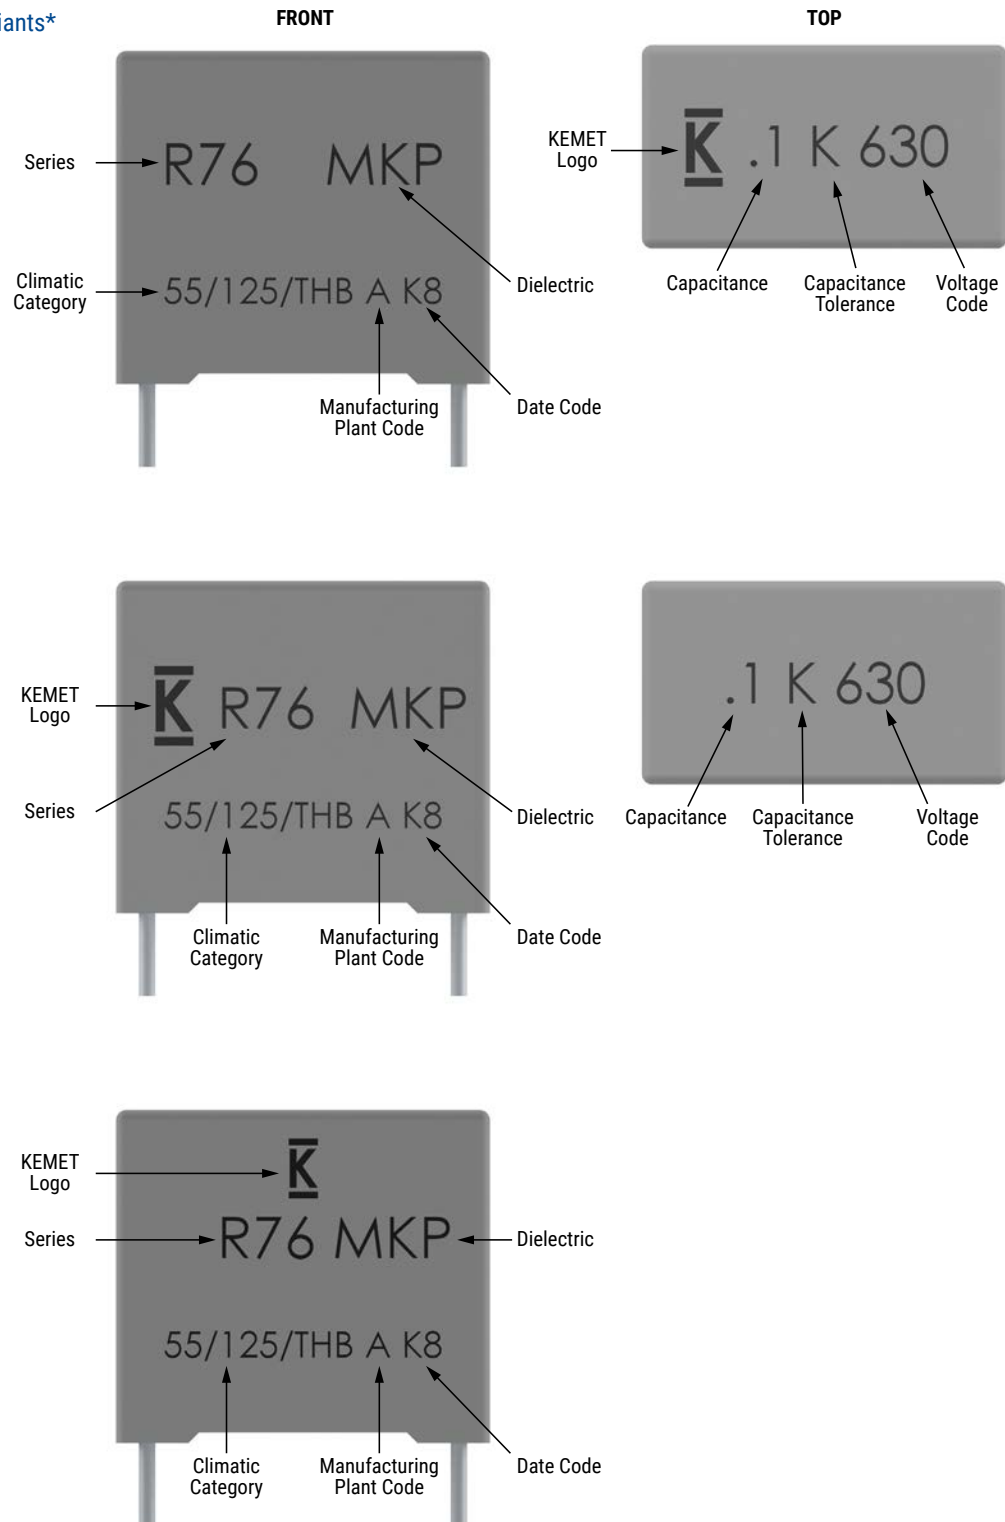 iants*
FRONT
TOP
R76 MKP
55/125/THB A K8
Series
Climatic
Category
Dielectric
Manufacturing
Plant Code
Date Code
KEMET
Logo
K .1 K 630
Capacitance
Capacitance
Tolerance
Voltage
Code
KEMET
Logo
K R76 MKP
Series
55/125/THB A K8
Dielectric
Climatic
Category
Manufacturing
Plant Code
Date Code
.1 K 630
Capacitance
Capacitance
Tolerance
Voltage
Code
KEMET
Logo
K
Series
R76 MKP
Dielectric
55/125/THB A K8
Climatic
Category
Manufacturing
Plant Code
Date Code